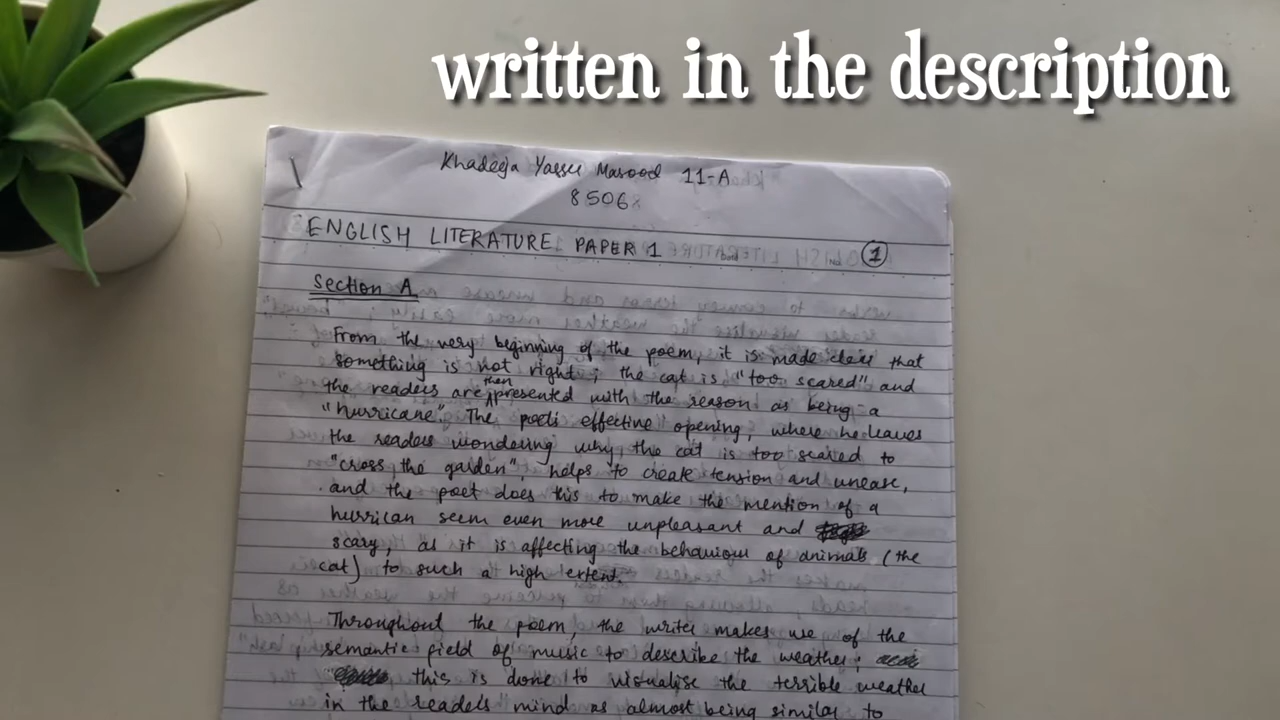 written in the description
Khadeeja Yasser Masood 11-A
8506
ENGLISH LITERATURE PAPER 1
1
Section A
From the very beginning of the poem, it is made clear that
something is not right; the cat is "too scared" and
the readers are then presented with the reason as being a
"hurricane". The poet's effective opening, where he leaves
the readers wondering why the cat is too scared to
"cross the garden", helps to create tension and unease,
and the poet does this to make the mention of a
hurrican seem even more unpleasant and
scary, as it is affecting the behaviour of animals (the
cat) to such a high extent.
Throughout the poem, the writer makes use of the
semantic field of music to describe the weather;
this is done to visualise the terrible weather
in the readers mind as almost being similar to